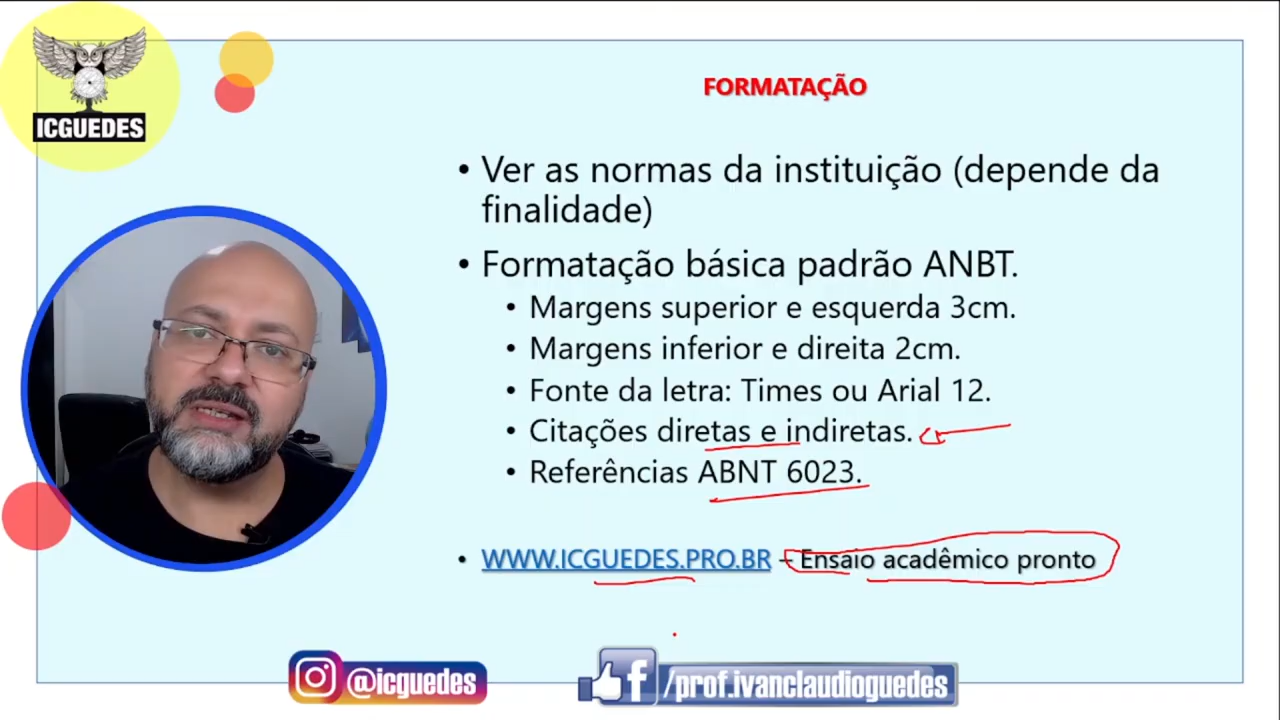 ICGUEDES
FORMATAÇÃO
• Ver as normas da instituição (depende da
finalidade)
• Formatação básica padrão ANBT.
• Margens superior e esquerda 3cm.
• Margens inferior e direita 2cm.
• Fonte da letra: Times ou Arial 12.
• Citações diretas e indiretas.
• Referências ABNT 6023.
• WWW.ICGUEDES.PRO.BR – Ensaio acadêmico pronto
@icguedes
/prof.ivanclaudioguedes